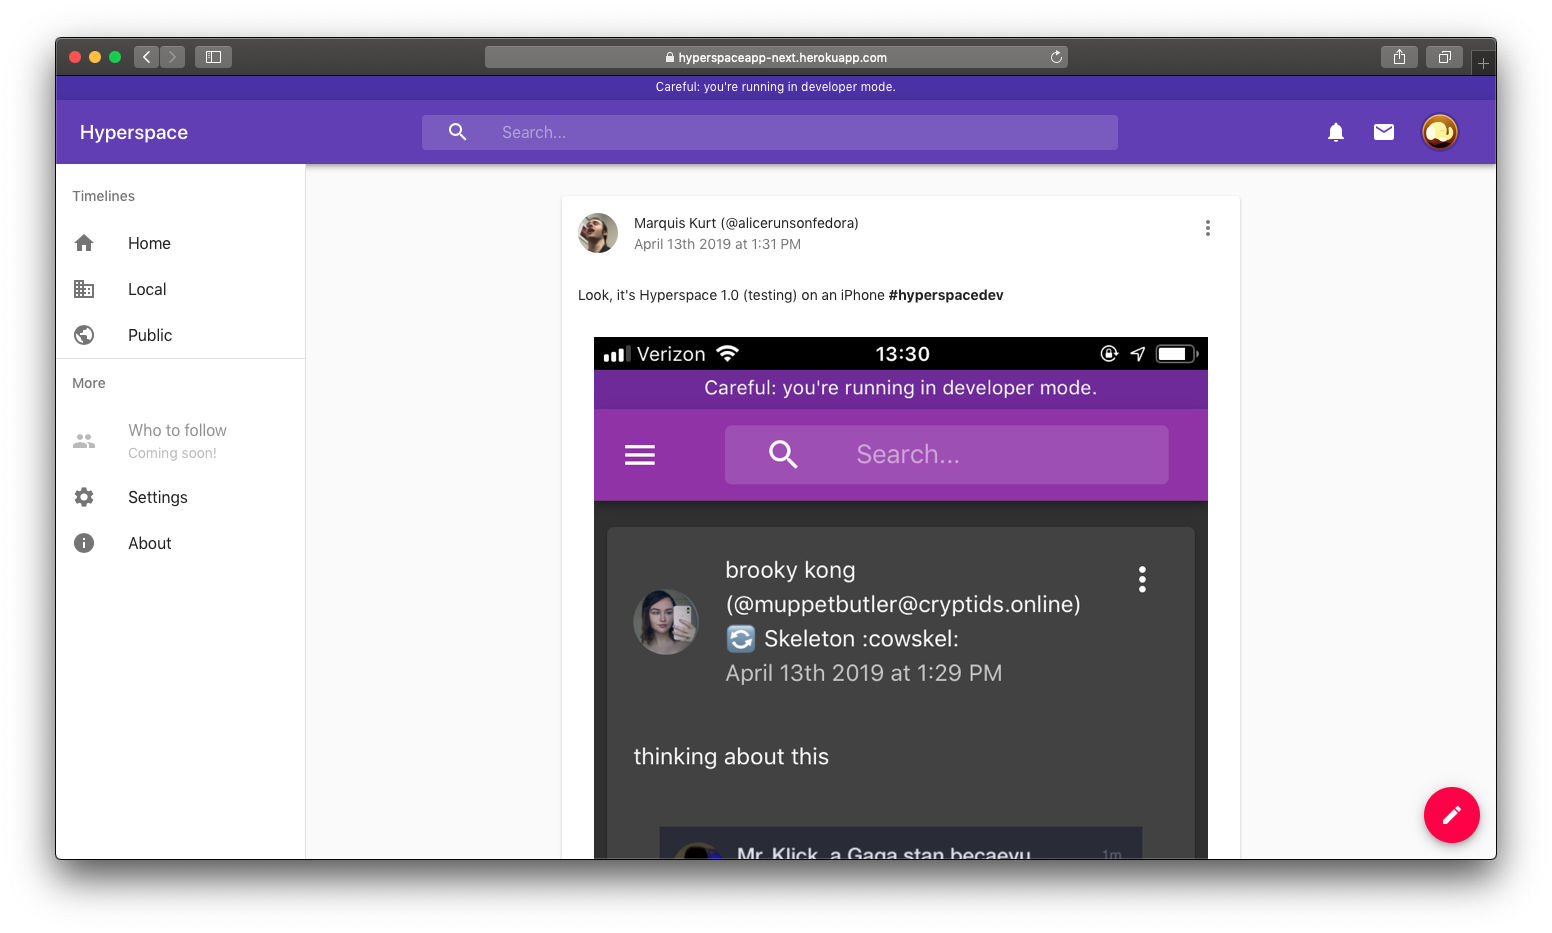 hyperspaceapp-next.herokuapp.com
Careful: you're running in developer mode.
Hyperspace
Search...
Timelines
Home
Local
Public
More
Who to follow
Coming soon!
Settings
About
Marquis Kurt (@alicerunsonfedora)
April 13th 2019 at 1:31 PM
Look, it's Hyperspace 1.0 (testing) on an iPhone #hyperspacedev
Verizon 13:30
Careful: you're running in developer mode.
Search...
brooky kong
(@muppetbutler@cryptids.online)
🔄 Skeleton :cowskel:
April 13th 2019 at 1:29 PM
thinking about this
Mr. Klick, a Gaga stan 1m